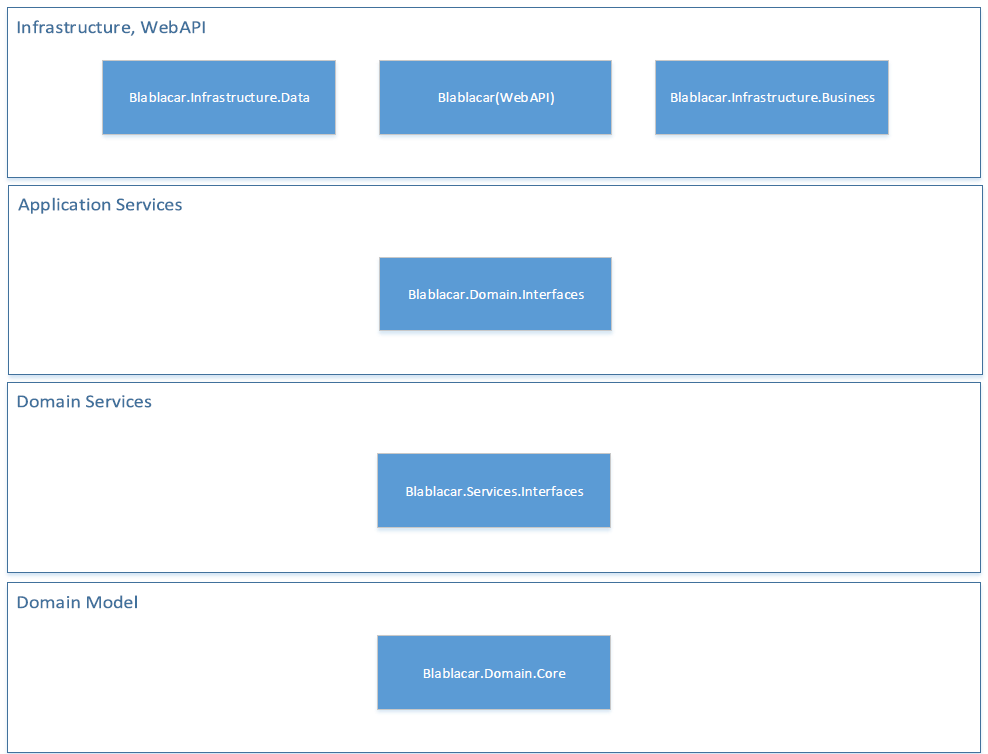 Infrastructure, WebAPI
Blablacar.Infrastructure.Data
Blablacar(WebAPI)
Blablacar.Infrastructure.Business
Application Services
Blablacar.Domain.Interfaces
Domain Services
Blablacar.Services.Interfaces
Domain Model
Blablacar.Domain.Core